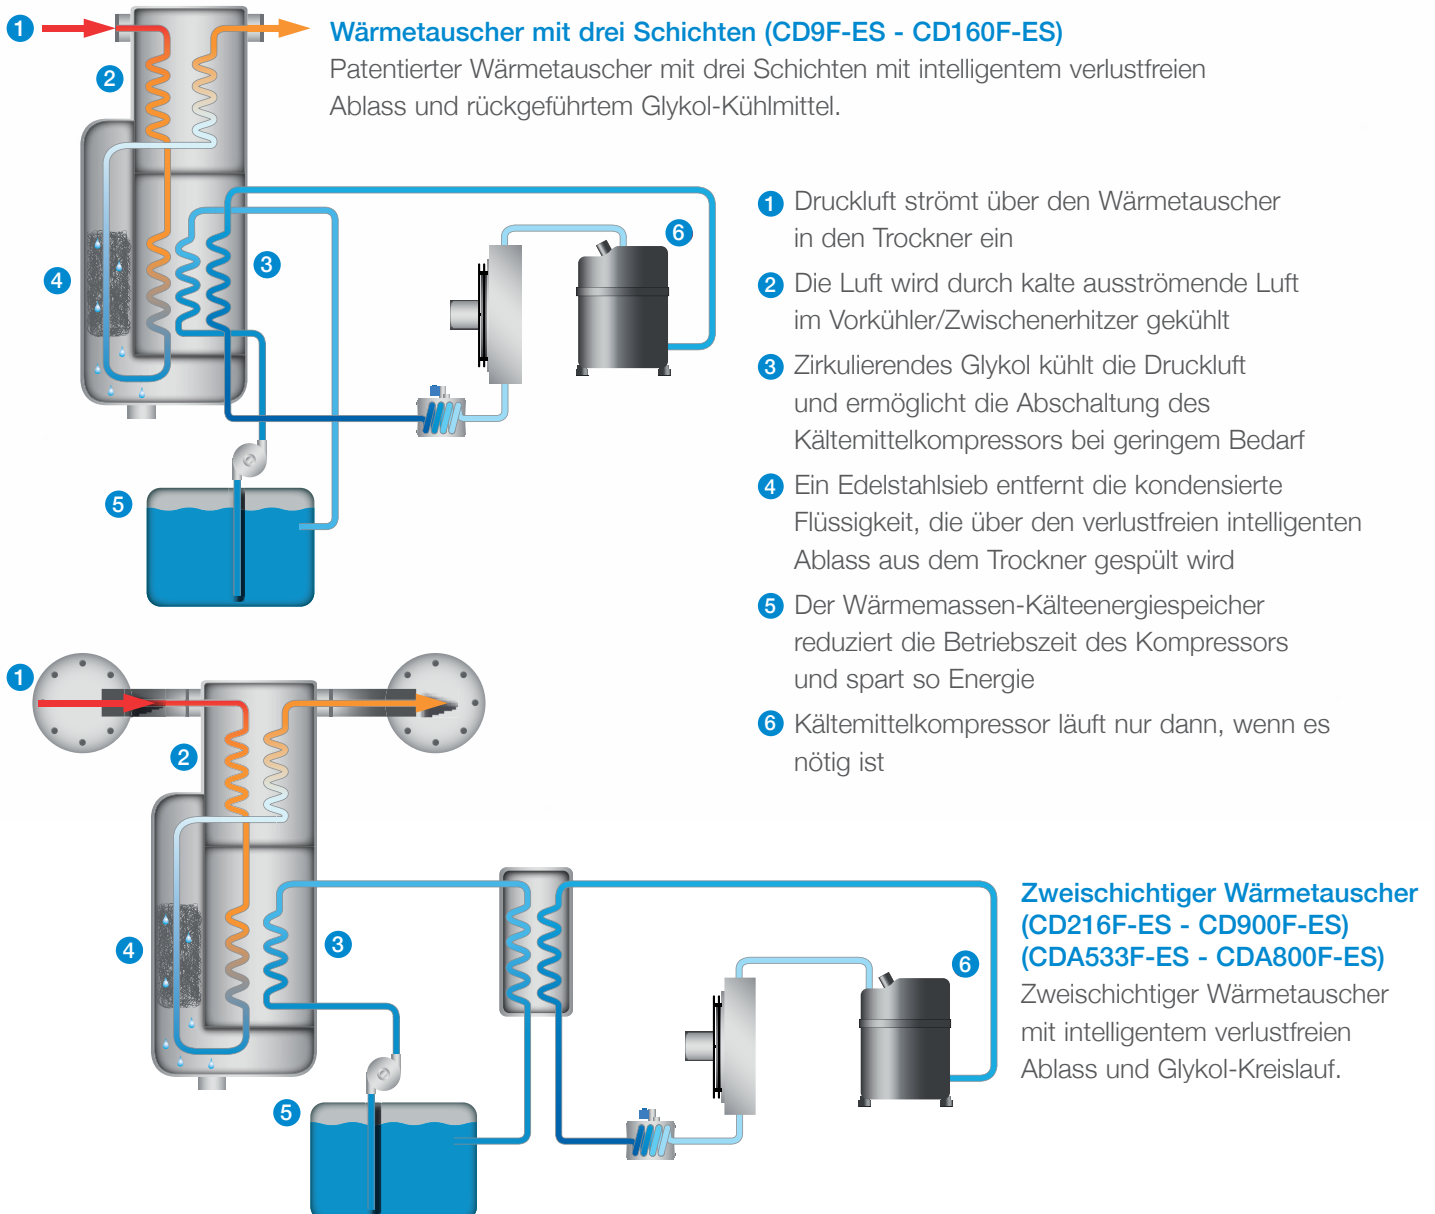 1
Wärmetauscher mit drei Schichten (CD9F-ES - CD160F-ES)
Patentierter Wärmetauscher mit drei Schichten mit intelligentem verlustfreien
Ablass und rückgeführtem Glykol-Kühlmittel.
2
3
4
5
6
1 Druckluft strömt über den Wärmetauscher
in den Trockner ein
2 Die Luft wird durch kalte ausströmende Luft
im Vorkühler/Zwischenerhitzer gekühlt
3 Zirkulierendes Glykol kühlt die Druckluft
und ermöglicht die Abschaltung des
Kältemittelkompressors bei geringem Bedarf
4 Ein Edelstahlsieb entfernt die kondensierte
Flüssigkeit, die über den verlustfreien intelligenten
Ablass aus dem Trockner gespült wird
5 Der Wärmemassen-Kälteenergiespeicher
reduziert die Betriebszeit des Kompressors
und spart so Energie
6 Kältemittelkompressor läuft nur dann, wenn es
nötig ist
1
2
3
4
5
6
Zweischichtiger Wärmetauscher
(CD216F-ES - CD900F-ES)
(CDA533F-ES - CDA800F-ES)
Zweischichtiger Wärmetauscher
mit intelligentem verlustfreien
Ablass und Glykol-Kreislauf.